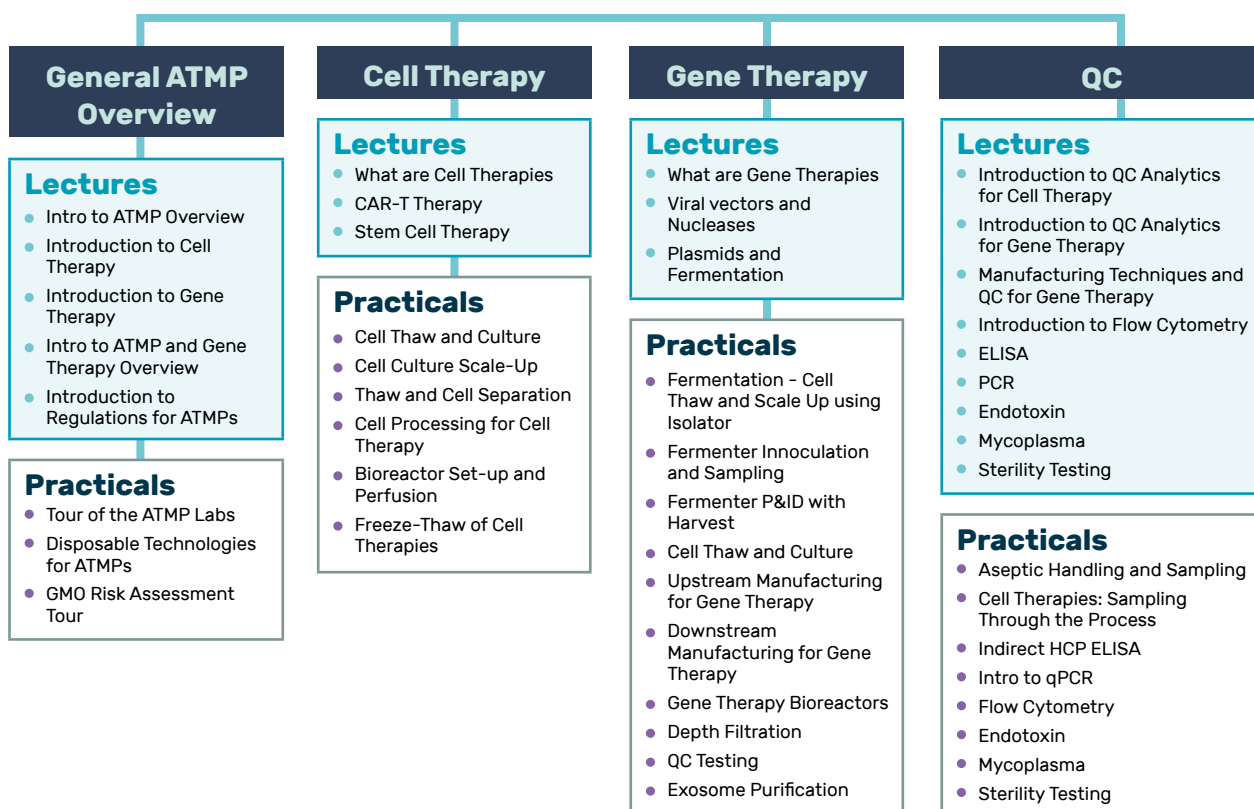 General ATMP
Overview
Lectures
Intro to ATMP Overview
Introduction to Cell
Therapy
Introduction to Gene
Therapy
Intro to ATMP and Gene
Therapy Overview
Introduction to
Regulations for ATMPs
Practicals
Tour of the ATMP Labs
Disposable Technologies
for ATMPs
GMO Risk Assessment
Tour
Cell Therapy
Lectures
What are Cell Therapies
CAR-T Therapy
Stem Cell Therapy
Practicals
Cell Thaw and Culture
Cell Culture Scale-Up
Thaw and Cell Separation
Cell Processing for Cell
Therapy
Bioreactor Set-up and
Perfusion
Freeze-Thaw of Cell
Therapies
Gene Therapy
Lectures
What are Gene Therapies
Viral vectors and
Nucleases
Plasmids and
Fermentation
Practicals
Fermentation - Cell
Thaw and Scale Up using
Isolator
Fermenter Innoculation
and Sampling
Fermenter P&ID with
Harvest
Cell Thaw and Culture
Upstream Manufacturing
for Gene Therapy
Downstream
Manufacturing for Gene
Therapy
Gene Therapy Bioreactors
Depth Filtration
QC Testing
Exosome Purification
QC
Lectures
Introduction to QC Analytics
for Cell Therapy
Introduction to QC Analytics
for Gene Therapy
Manufacturing Techniques and
QC for Gene Therapy
Introduction to Flow Cytometry
ELISA
PCR
Endotoxin
Mycoplasma
Sterility Testing
Practicals
Aseptic Handling and Sampling
Cell Therapies: Sampling
Through the Process
Indirect HCP ELISA
Intro to qPCR
Flow Cytometry
Endotoxin
Mycoplasma
Sterility Testing